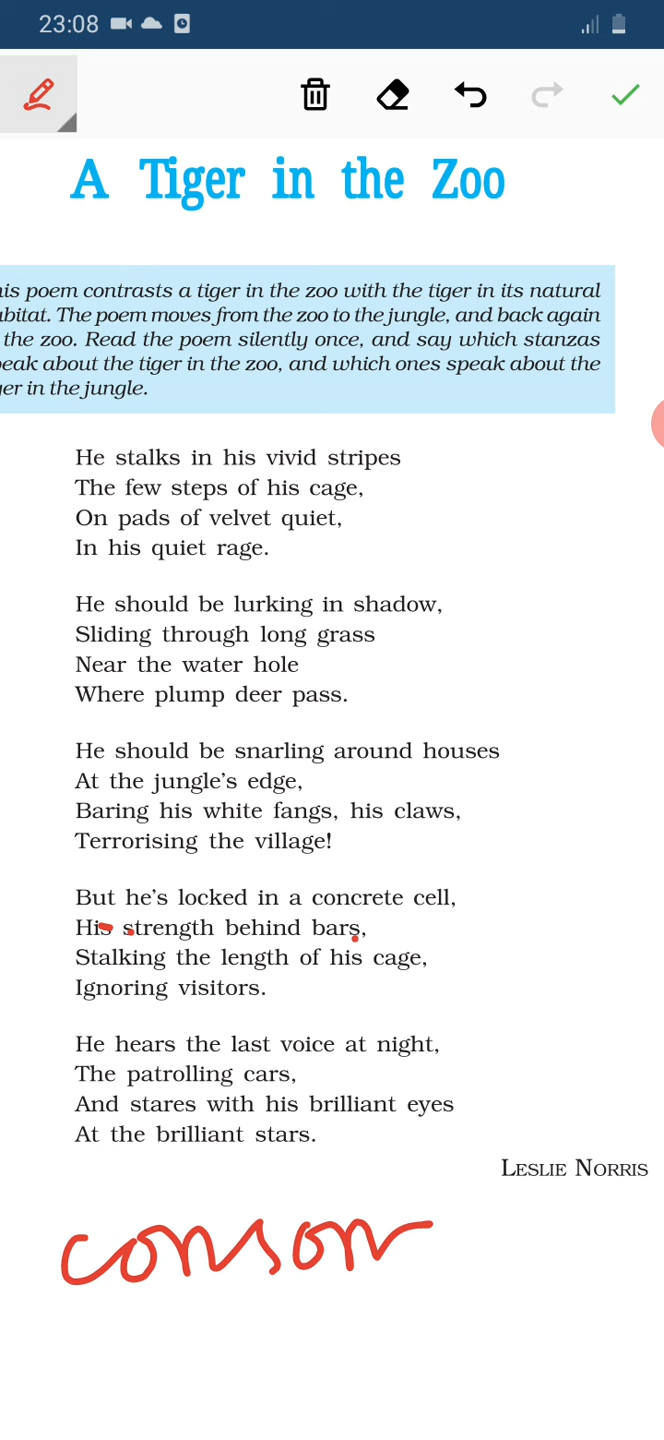 23:08
A Tiger in the Zoo
is poem contrasts a tiger in the zoo with the tiger in its natural
bitat. The poem moves from the zoo to the jungle, and back again
the zoo. Read the poem silently once, and say which stanzas
eak about the tiger in the zoo, and which ones speak about the
er in the jungle.
He stalks in his vivid stripes
The few steps of his cage,
On pads of velvet quiet,
In his quiet rage.
He should be lurking in shadow,
Sliding through long grass
Near the water hole
Where plump deer pass.
He should be snarling around houses
At the jungle's edge,
Baring his white fangs, his claws,
Terrorising the village!
But he's locked in a concrete cell,
His strength behind bars,
Stalking the length of his cage,
Ignoring visitors.
He hears the last voice at night,
The patrolling cars,
And stares with his brilliant eyes
At the brilliant stars.
LESLIE NORRIS